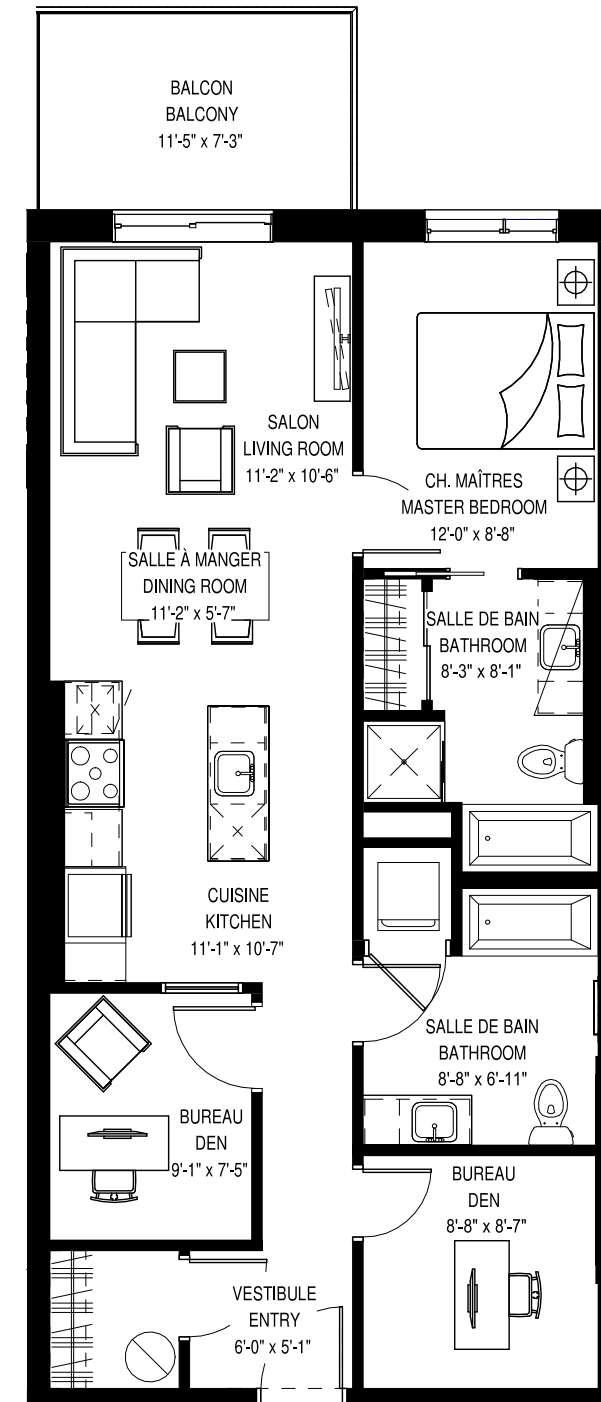 BALCON
BALCONY
11'-5" x 7'-3"
SALON
LIVING ROOM
11'-2" x 10'-6"
CH. MAÎTRES
MASTER BEDROOM
12'-0" x 8'-8"
SALLE À MANGER
DINING ROOM
11'-2" x 5'-7"
SALLE DE BAIN
BATHROOM
8'-3" x 8'-1"
CUISINE
KITCHEN
11'-1" x 10'-7"
SALLE DE BAIN
BATHROOM
8'-8" x 6'-11"
BUREAU
DEN
9'-1" x 7'-5"
BUREAU
DEN
8'-8" x 8'-7"
VESTIBULE
ENTRY
6'-0" x 5'-1"